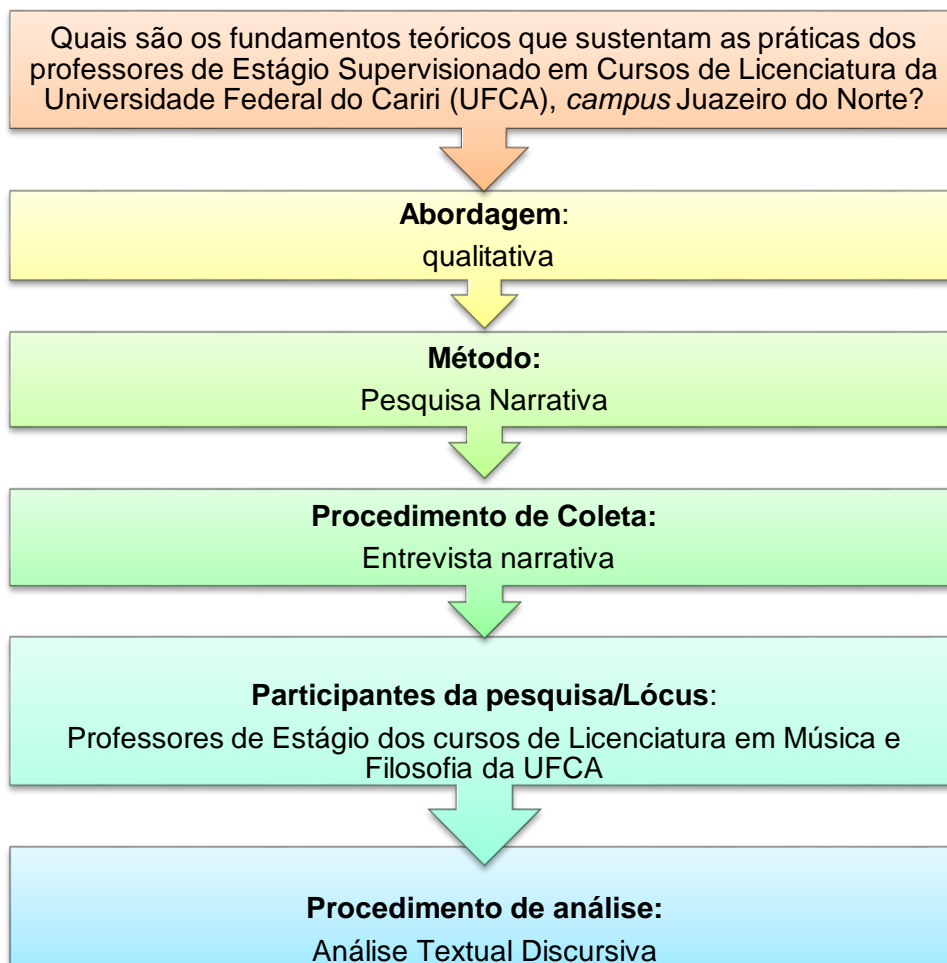 Quais são os fundamentos teóricos que sustentam as práticas dos
professores de Estágio Supervisionado em Cursos de Licenciatura da
Universidade Federal do Cariri (UFCA), campus Juazeiro do Norte?
Abordagem:
qualitativa
Método:
Pesquisa Narrativa
Procedimento de Coleta:
Entrevista narrativa
Participantes da pesquisa/Lócus:
Professores de Estágio dos cursos de Licenciatura em Música e
Filosofia da UFCA
Procedimento de análise:
Análise Textual Discursiva